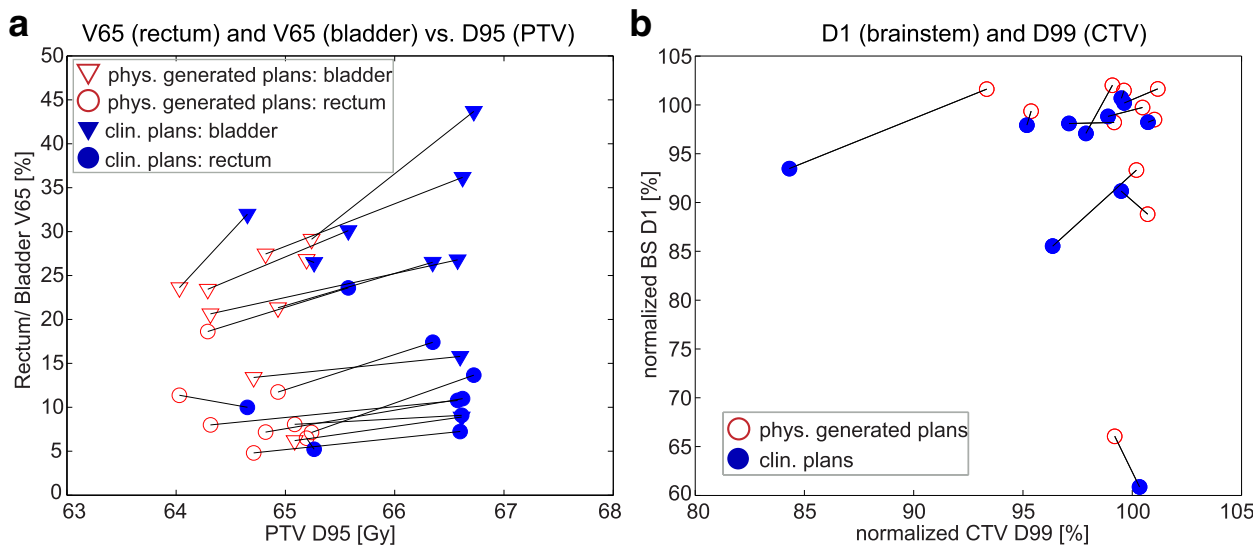 a
V65 (rectum) and V65 (bladder) vs. D95 (PTV)
50
45
40
35
30
25
20
15
10
5
0
Rectum/ Bladder V65 [%]
phys. generated plans: bladder
phys. generated plans: rectum
clin. plans: bladder
clin. plans: rectum
63
64
65
66
67
68
PTV D95 [Gy]
b
D1 (brainstem) and D99 (CTV)
105
100
95
90
85
80
75
70
65
60
normalized BS D1 [%]
phys. generated plans
clin. plans
80
85
90
95
100
105
normalized CTV D99 [%]